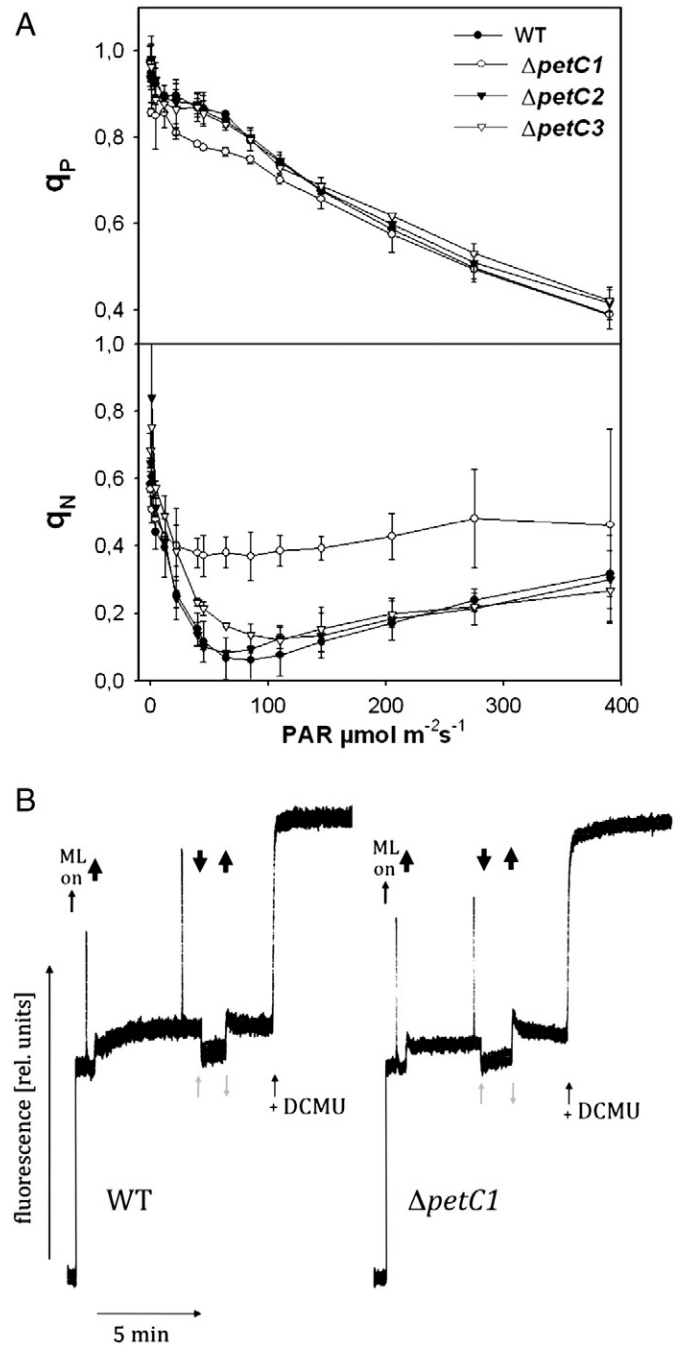 A
WT
ΔpetC1
ΔpetC2
ΔpetC3
1,0
0,8
0,6
0,4
qP
1,0
0,8
0,6
0,4
0,2
0,0
qN
0 100 200 300 400
PAR µmol m⁻²s⁻¹
B
ML
on
ML
on
fluorescence [rel. units]
+ DCMU
+ DCMU
WT
ΔpetC1
5 min